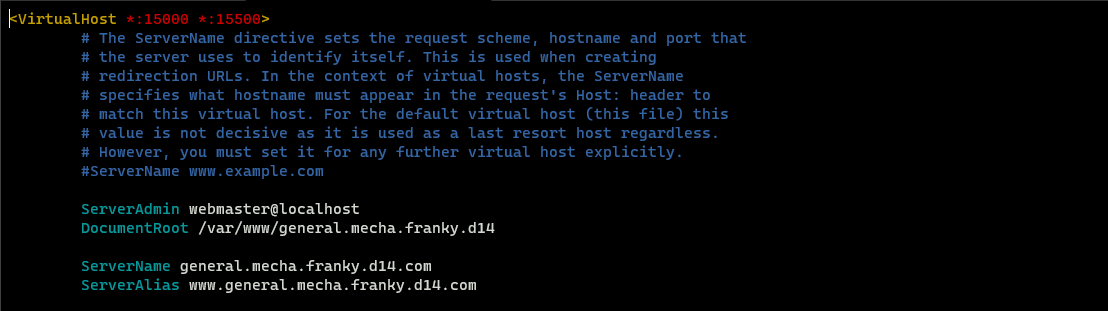 <VirtualHost *:15000 *:15500>
# The ServerName directive sets the request scheme, hostname and port that
# the server uses to identify itself. This is used when creating
# redirection URLs. In the context of virtual hosts, the ServerName
# specifies what hostname must appear in the request's Host: header to
# match this virtual host. For the default virtual host (this file) this
# value is not decisive as it is used as a last resort host regardless.
# However, you must set it for any further virtual host explicitly.
#ServerName www.example.com
ServerAdmin webmaster@localhost
DocumentRoot /var/www/general.mecha.franky.d14
ServerName general.mecha.franky.d14.com
ServerAlias www.general.mecha.franky.d14.com